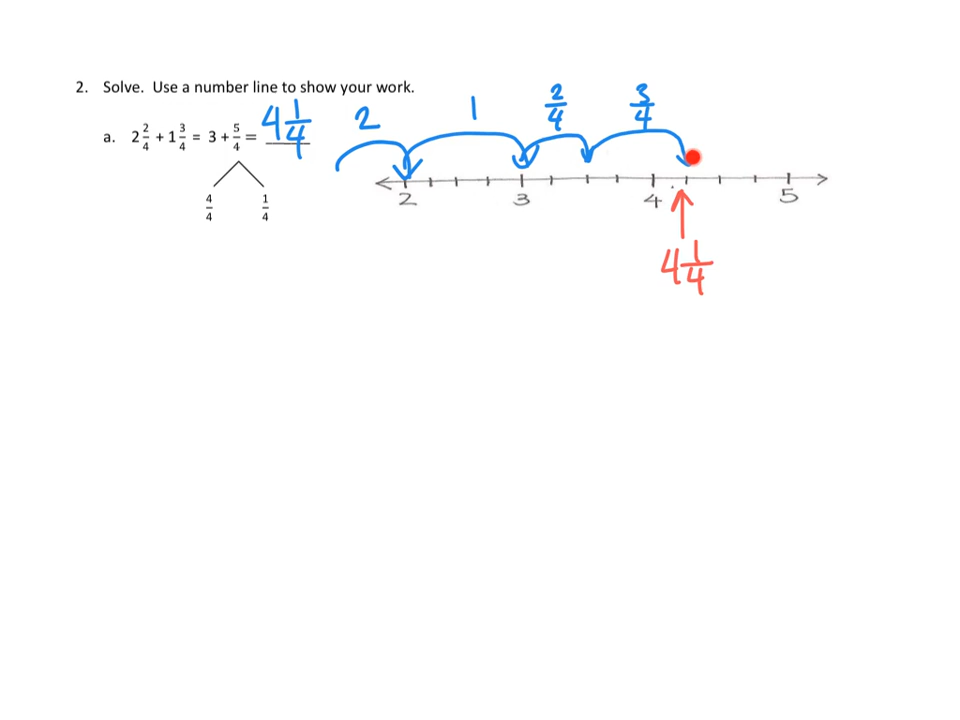 2. Solve. Use a number line to show your work.
a. 2 2/4 + 1 3/4 = 3 + 5/4 = 4 1/4
4/4 1/4
2 1 2/4 3/4
2 3 4 5
4 1/4